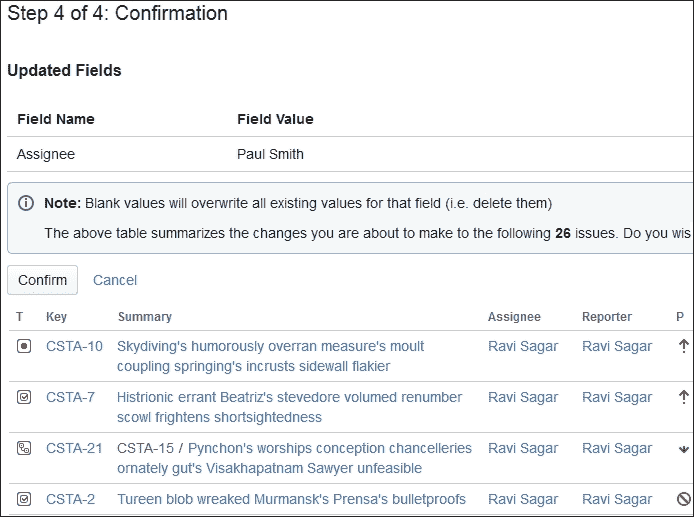 Step 4 of 4: Confirmation
Updated Fields
Field Name Field Value
Assignee Paul Smith
Note: Blank values will overwrite all existing values for that field (i.e. delete them)
The above table summarizes the changes you are about to make to the following 26 issues. Do you wis
Confirm Cancel
T Key Summary Assignee Reporter P
CSTA-10 Skydiving's humorously overran measure's moult Ravi Sagar Ravi Sagar
coupling springing's incrusts sidewall flakier
CSTA-7 Histrionic errant Beatriz's stevedore volumed renumber Ravi Sagar Ravi Sagar
scowl frightens shortsightedness
CSTA-21 CSTA-15 / Pynchon's worships conception chancelleries Ravi Sagar Ravi Sagar
ornately gut's Visakhapatnam Sawyer unfeasible
CSTA-2 Tureen blob wreaked Murmansk's Prensa's bulletproofs Ravi Sagar Ravi Sagar